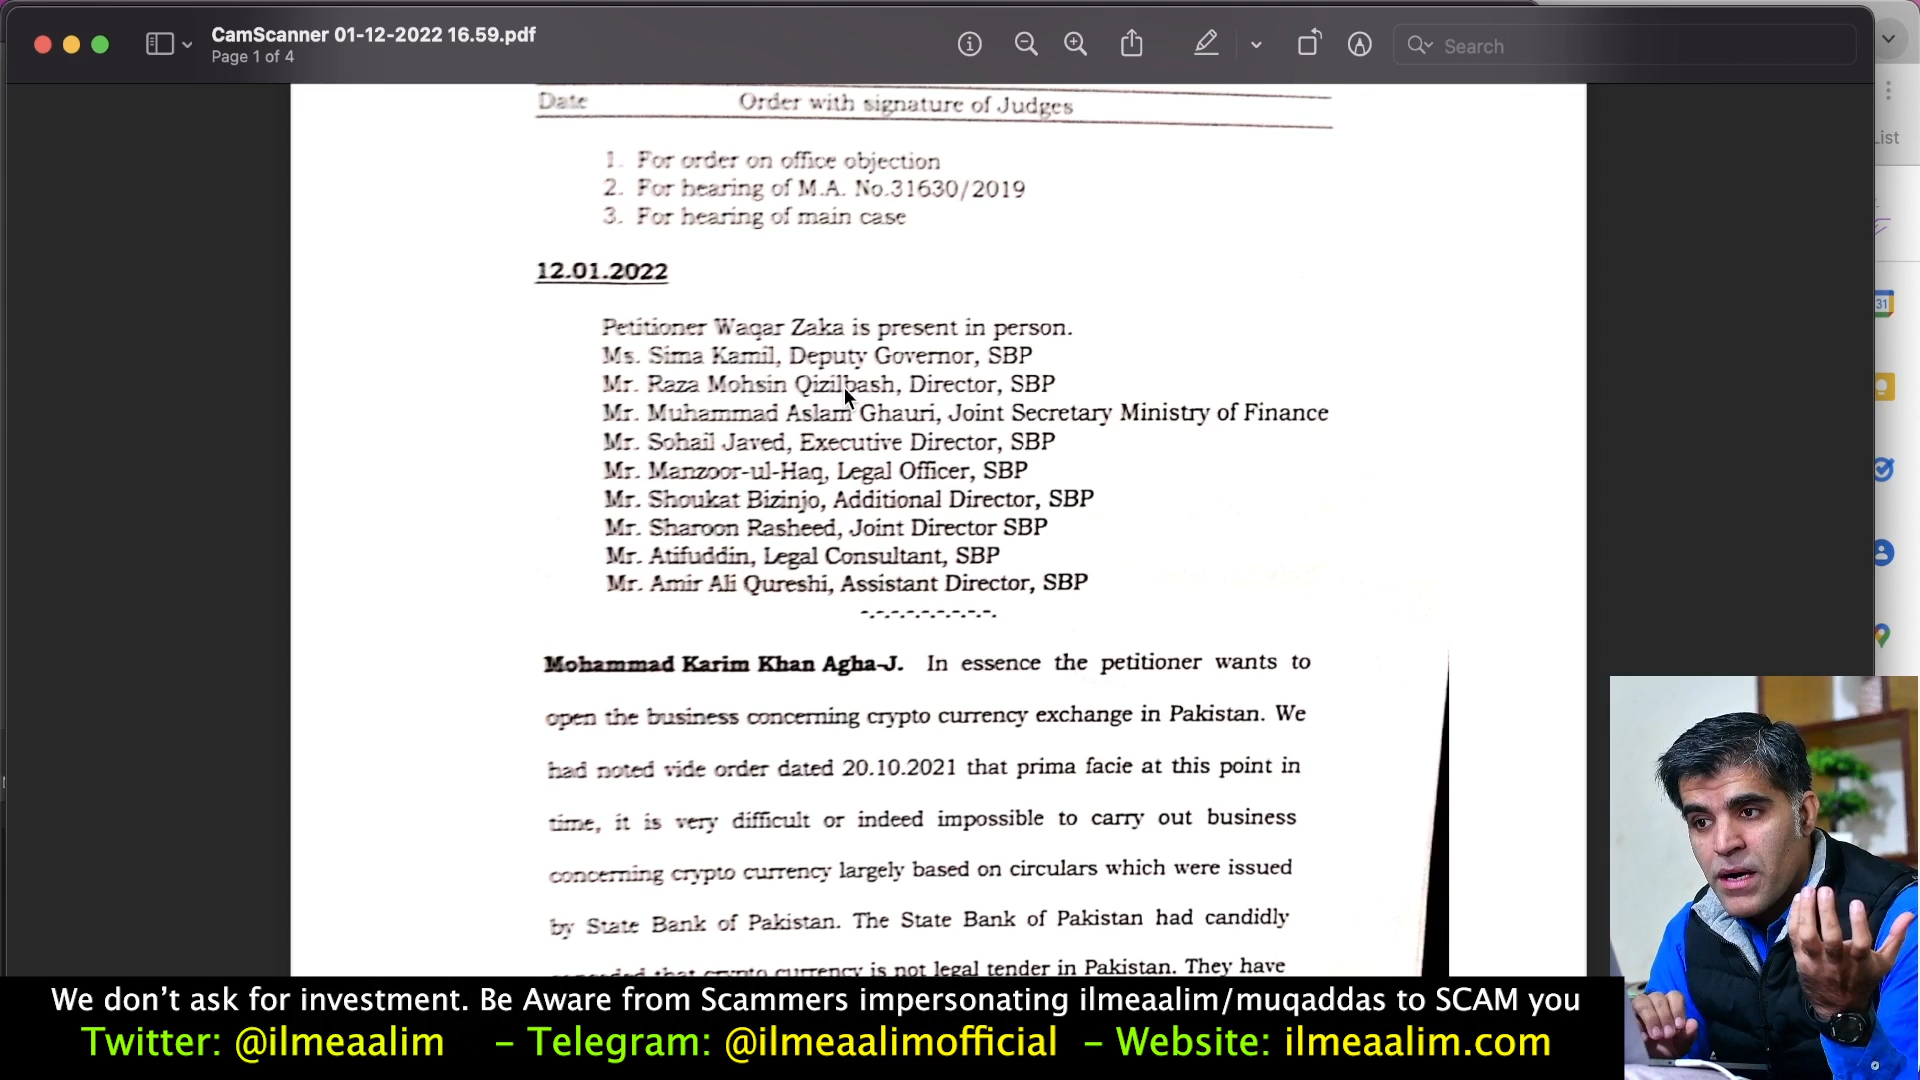 CamScanner 01-12-2022 16.59.pdf
Page 1 of 4
Search
Date Order with signature of Judges
1. For order on office objection
2. For hearing of M.A. No.31630/2019
3. For hearing of main case
12.01.2022
Petitioner Waqar Zaka is present in person.
Ms. Sima Kamil, Deputy Governor, SBP
Mr. Raza Mohsin Qizilbash, Director, SBP
Mr. Muhammad Aslam Ghauri, Joint Secretary Ministry of Finance
Mr. Sohail Javed, Executive Director, SBP
Mr. Manzoor-ul-Haq, Legal Officer, SBP
Mr. Shoukat Bizinjo, Additional Director, SBP
Mr. Sharoon Rasheed, Joint Director SBP
Mr. Atifuddin, Legal Consultant, SBP
Mr. Amir Ali Qureshi, Assistant Director, SBP
-.-.-.-.-.-.-.-.-.-.
Mohammad Karim Khan Agha-J. In essence the petitioner wants to
open the business concerning crypto currency exchange in Pakistan. We
had noted vide order dated 20.10.2021 that prima facie at this point in
time, it is very difficult or indeed impossible to carry out business
concerning crypto currency largely based on circulars which were issued
by State Bank of Pakistan. The State Bank of Pakistan had candidly
that crypto currency is not legal tender in Pakistan. They have
List
31
We don't ask for investment. Be Aware from Scammers impersonating ilmeaalim/muqaddas to SCAM you
Twitter: @ilmeaalim – Telegram: @ilmeaalimofficial – Website: ilmeaalim.com